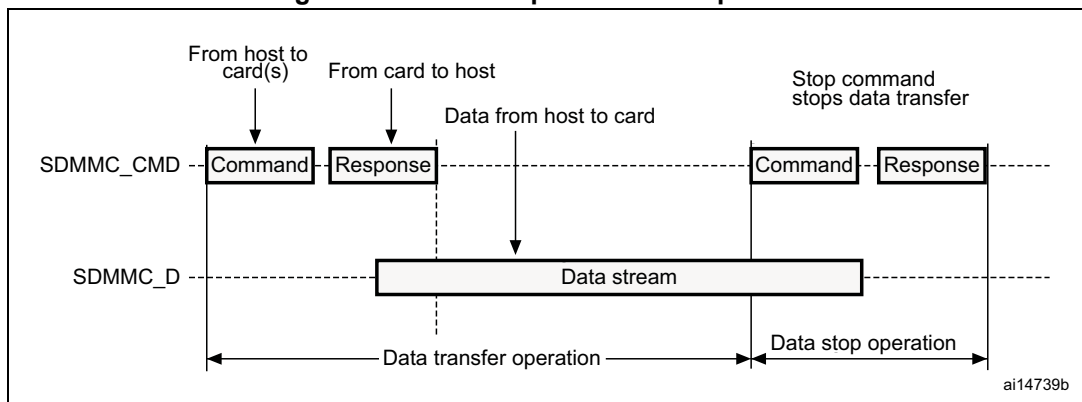 From host to
card(s)
From card to host
Stop command
stops data transfer
Data from host to card
SDMMC_CMD
Command
Response
Command
Response
SDMMC_D
Data stream
Data transfer operation
Data stop operation
ai14739b